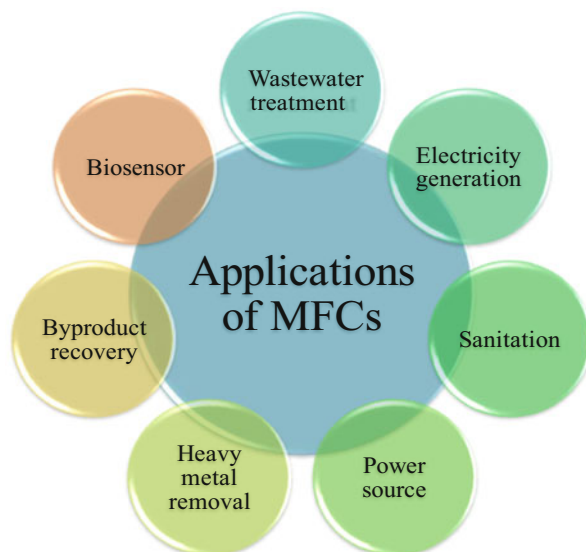 Applications
of MFCs
Wastewater
treatment
Electricity
generation
Sanitation
Power
source
Heavy
metal
removal
Byproduct
recovery
Biosensor